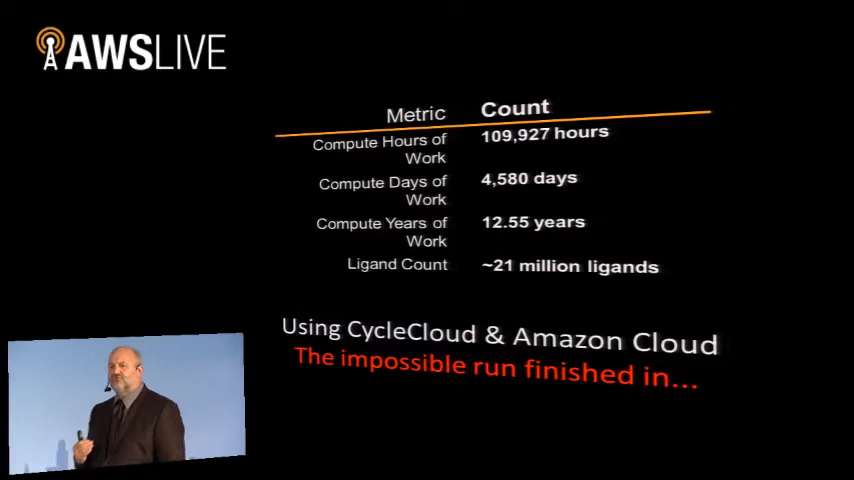 AWSLIVE
Metric Count
Compute Hours of 109,927 hours
Work
Compute Days of 4,580 days
Work
Compute Years of 12.55 years
Work
Ligand Count ~21 million ligands
Using CycleCloud & Amazon Cloud
The impossible run finished in...